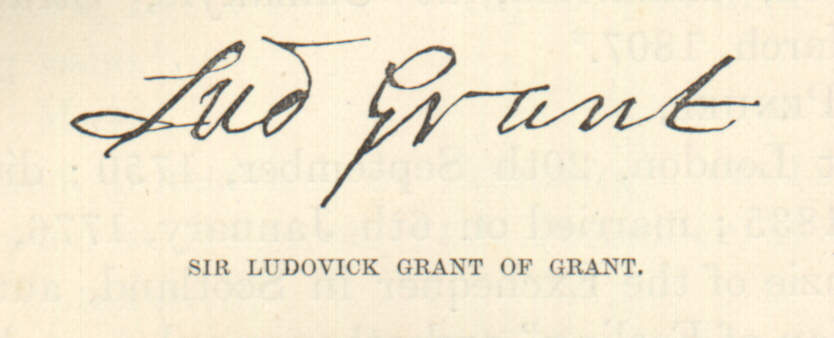 Lud Grant
SIR LUDOVICK GRANT OF GRANT.